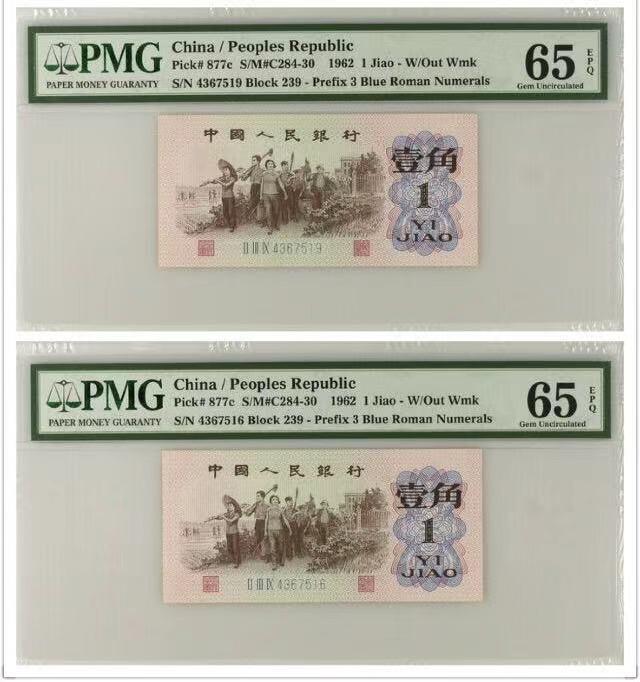 PMG
PAPER MONEY GUARANTY
China / Peoples Republic
Pick# 877c S/M#C284-30 1962 1 Jiao - W/Out Wmk
S/N 4367519 Block 239 - Prefix 3 Blue Roman Numerals
65 EPQ
Gem Uncirculated
中國人民銀行
壹角
1
YI
JIAO
II III IX 4367519
PMG
PAPER MONEY GUARANTY
China / Peoples Republic
Pick# 877c S/M#C284-30 1962 1 Jiao - W/Out Wmk
S/N 4367516 Block 239 - Prefix 3 Blue Roman Numerals
65 EPQ
Gem Uncirculated
中國人民銀行
壹角
1
YI
JIAO
II III IX 4367516